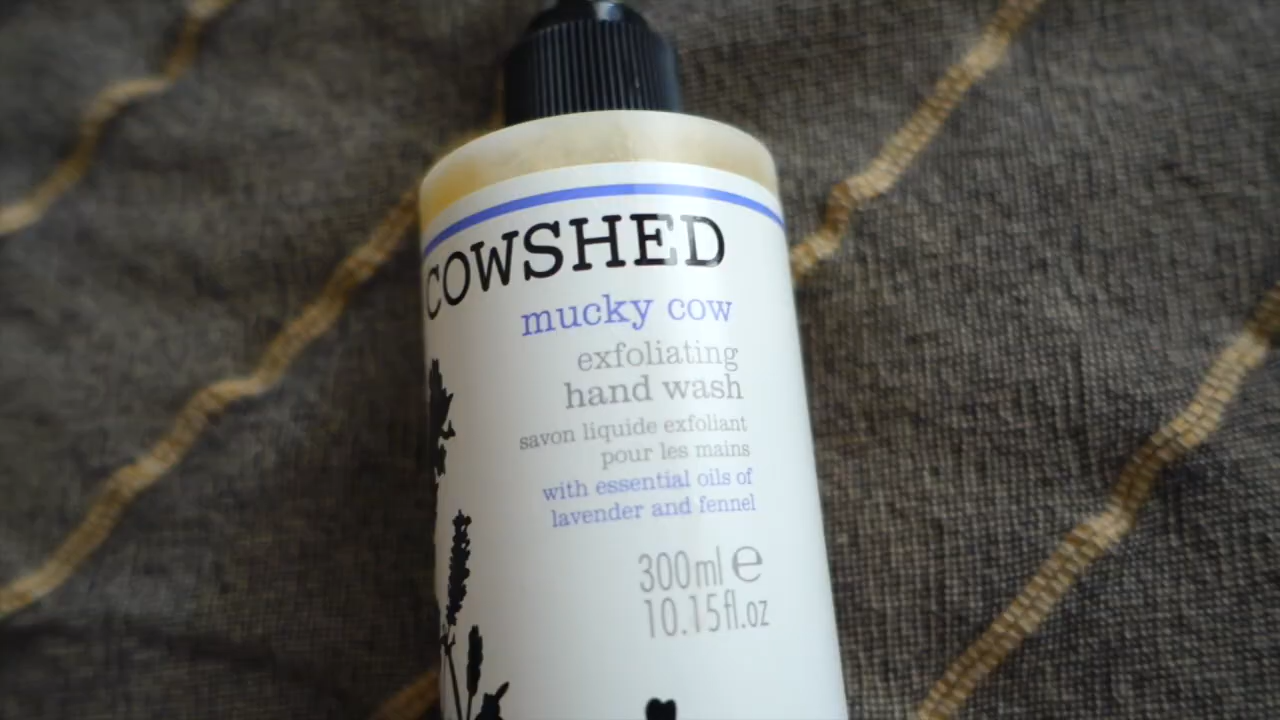 COWSHED
mucky cow
exfoliating
hand wash
savon liquide exfoliant
pour les mains
with essential oils of
lavender and fennel
300ml e
10.15fl.oz